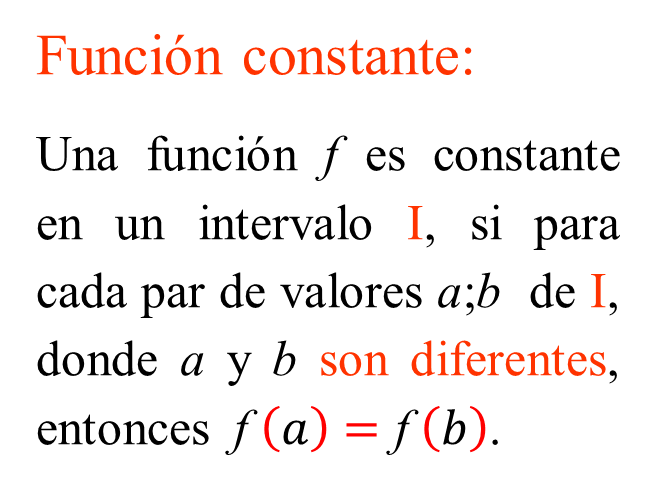 Función constante:
Una función f es constante
en un intervalo I, si para
cada par de valores a;b de I,
donde a y b son diferentes,
entonces f(a) = f(b).